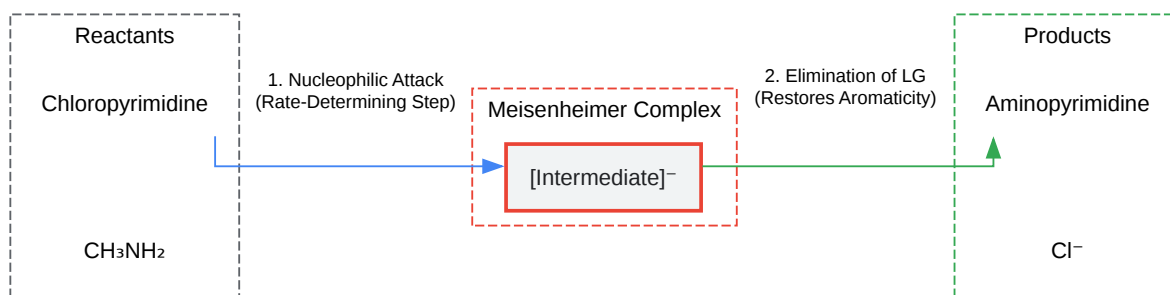 Reactants
Chloropyrimidine
CH₃NH₂
1. Nucleophilic Attack
(Rate-Determining Step)
Meisenheimer Complex
[Intermediate]⁻
2. Elimination of LG
(Restores Aromaticity)
Products
Aminopyrimidine
Cl⁻